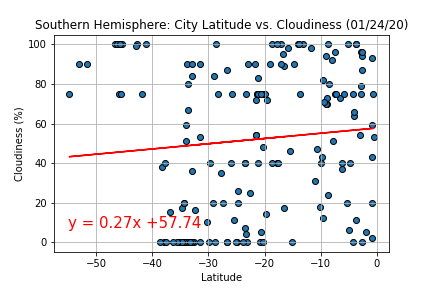 Southern Hemisphere: City Latitude vs. Cloudiness (01/24/20)
100
80
60
40
20
0
Cloudiness (%)
y = 0.27x +57.74
−50 −40 −30 −20 −10 0
Latitude